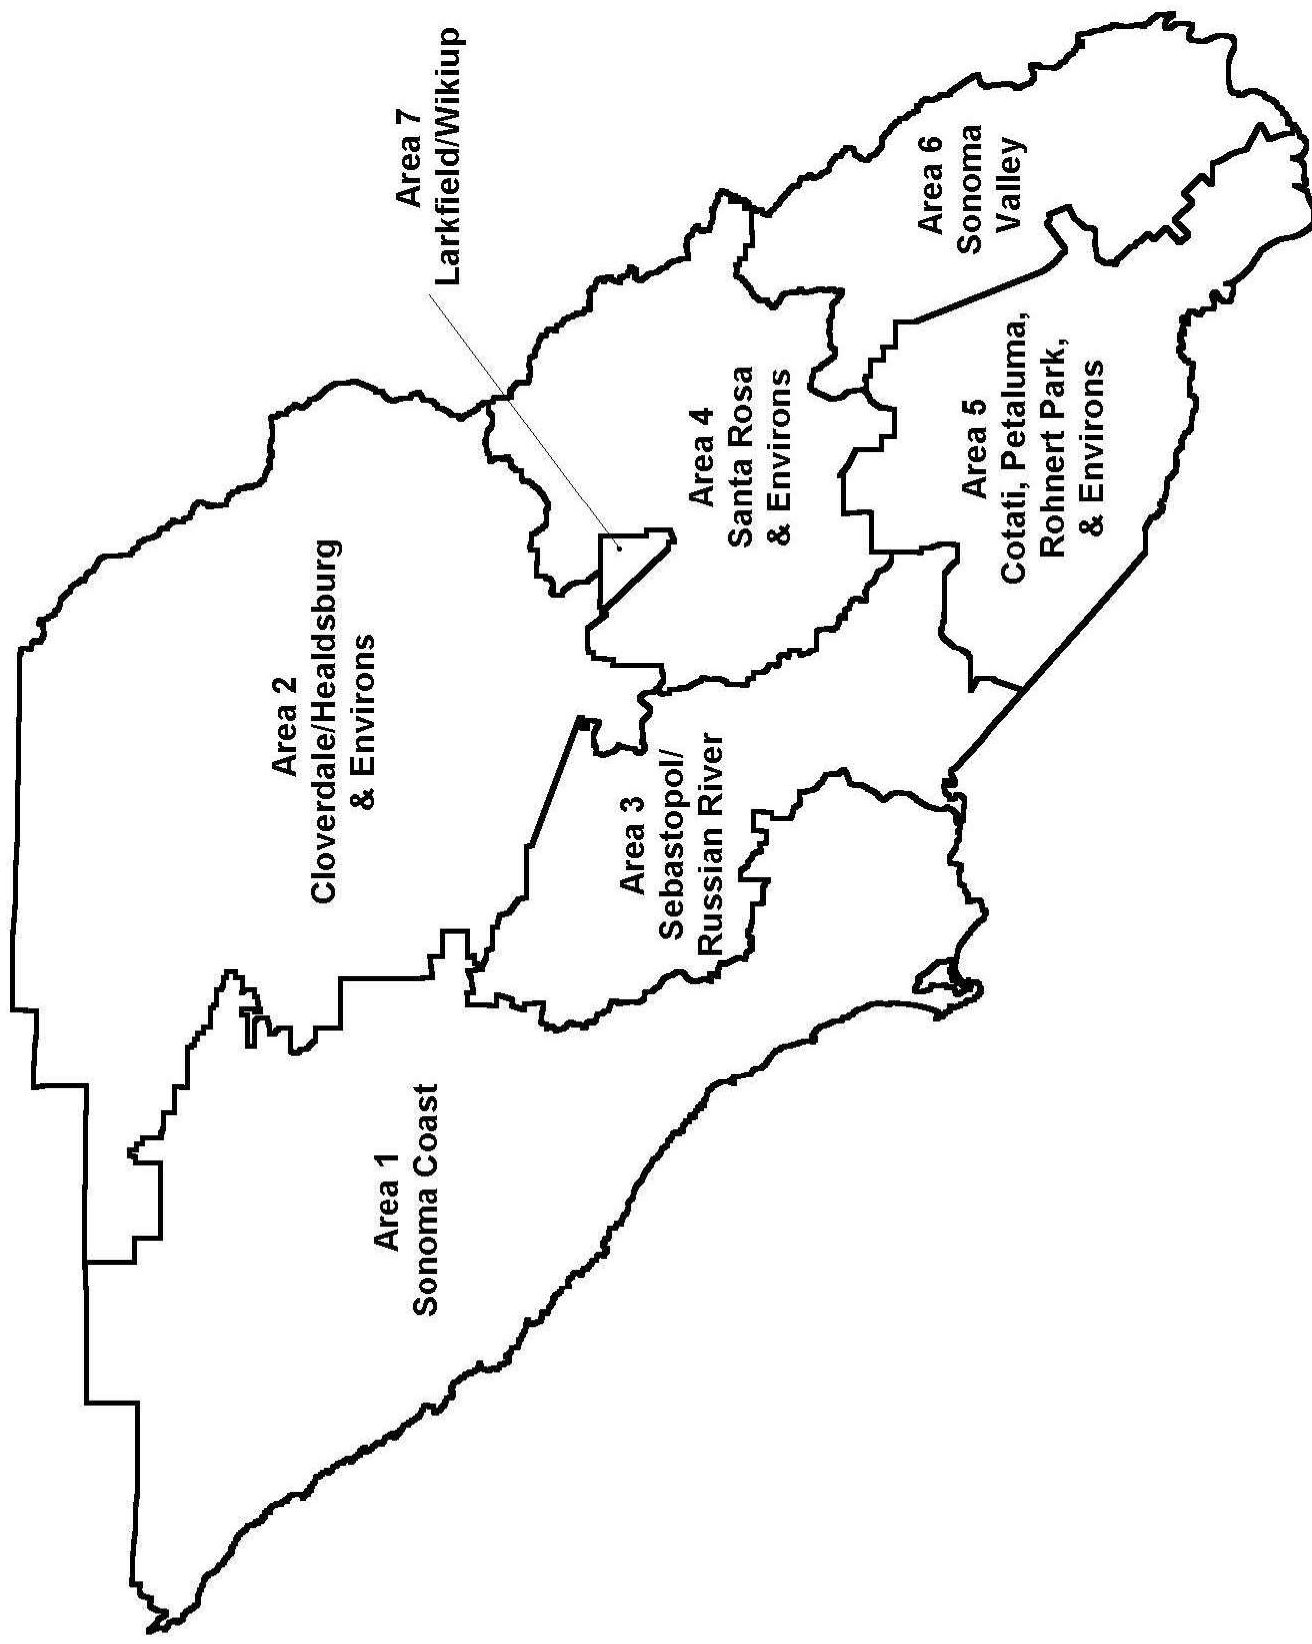 Area 1
Sonoma Coast
Area 2
Cloverdale/Healdsburg
& Environs
Area 3
Sebastopol/
Russian River
Area 4
Santa Rosa
& Environs
Area 5
Cotati, Petaluma,
Rohnert Park,
& Environs
Area 6
Sonoma
Valley
Area 7
Larkfield/Wikiup